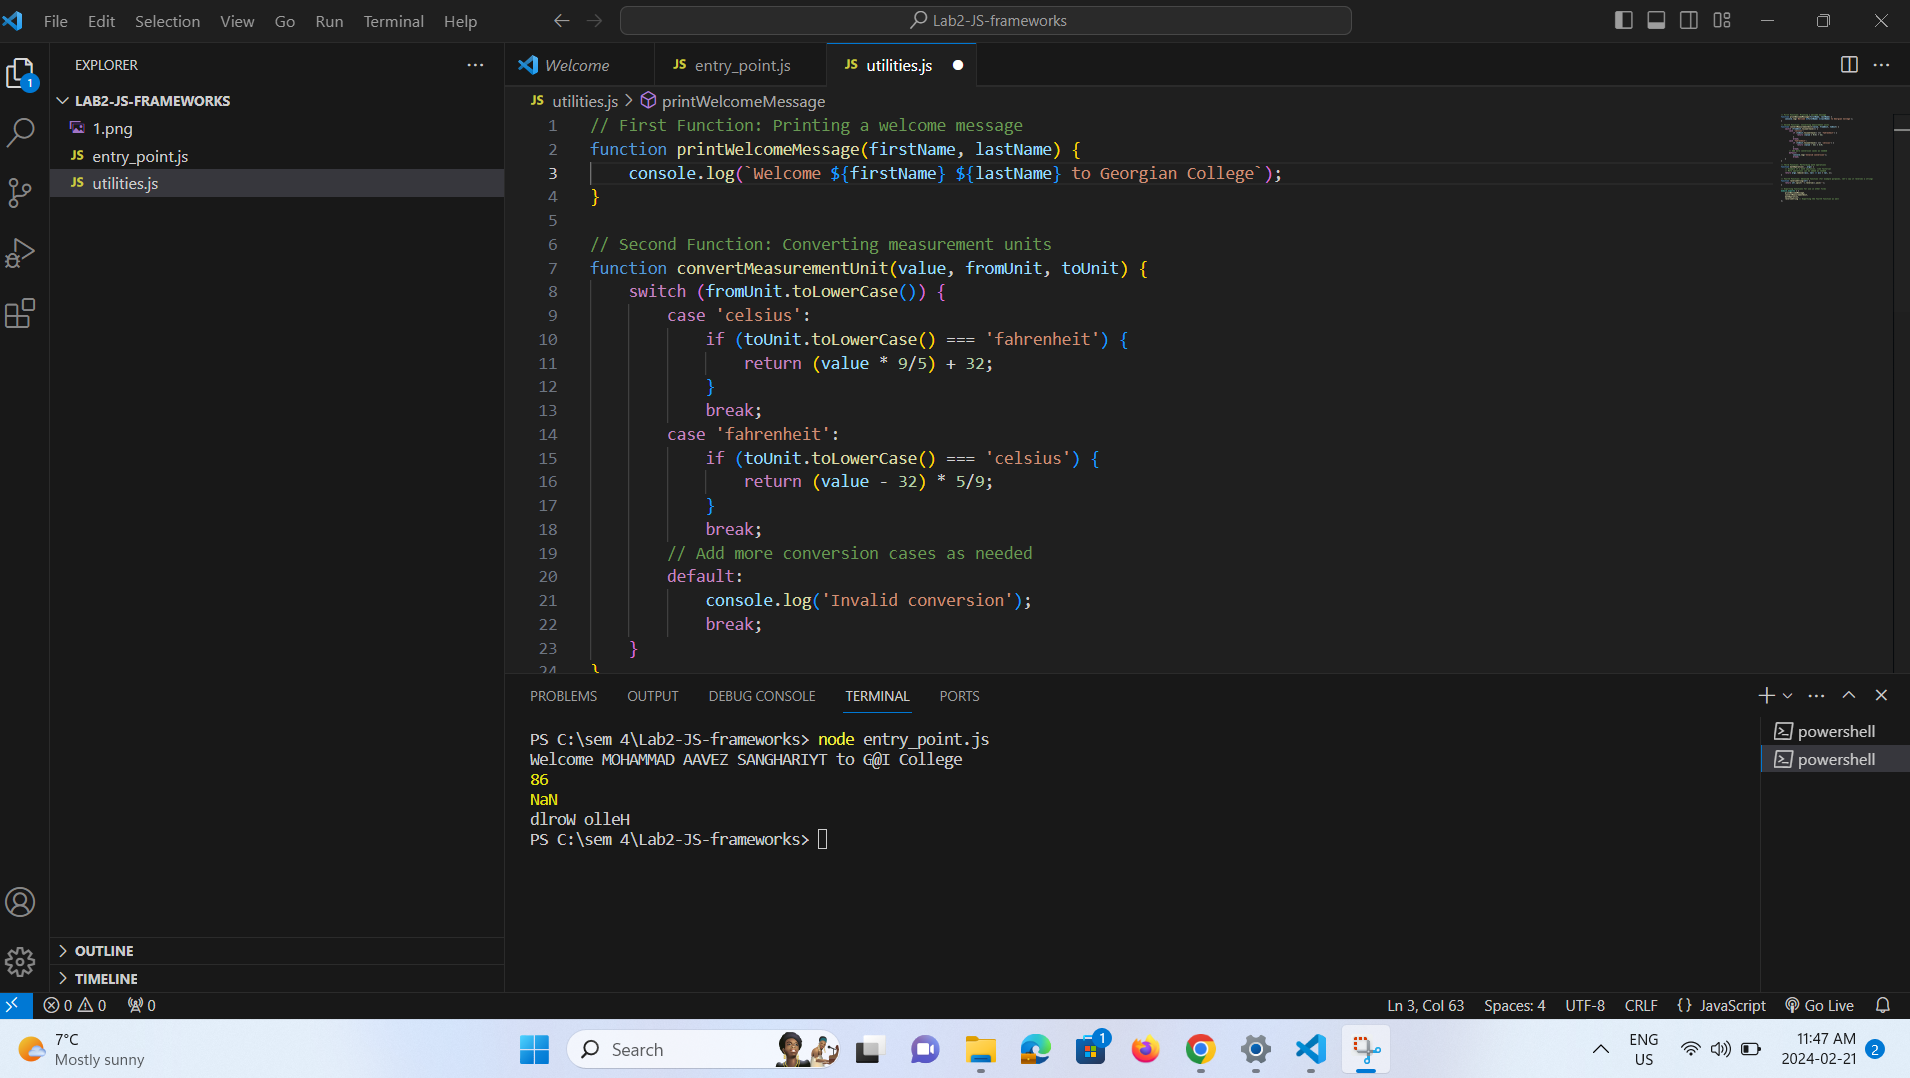 File Edit Selection View Go Run Terminal Help
Lab2-JS-frameworks
EXPLORER
LAB2-JS-FRAMEWORKS
1.png
JS entry_point.js
JS utilities.js
OUTLINE
TIMELINE
1
Welcome
JS entry_point.js
JS utilities.js
JS utilities.js > printWelcomeMessage
1 // First Function: Printing a welcome message
2 function printWelcomeMessage(firstName, lastName) {
3 console.log(`Welcome ${firstName} ${lastName} to Georgian College`);
4 }
5
6 // Second Function: Converting measurement units
7 function convertMeasurementUnit(value, fromUnit, toUnit) {
8 switch (fromUnit.toLowerCase()) {
9 case 'celsius':
10 if (toUnit.toLowerCase() === 'fahrenheit') {
11 return (value * 9/5) + 32;
12 }
13 break;
14 case 'fahrenheit':
15 if (toUnit.toLowerCase() === 'celsius') {
16 return (value - 32) * 5/9;
17 }
18 break;
19 // Add more conversion cases as needed
20 default:
21 console.log('Invalid conversion');
22 break;
23 }
24 }
PROBLEMS OUTPUT DEBUG CONSOLE TERMINAL PORTS
PS C:\sem 4\Lab2-JS-frameworks> node entry_point.js
Welcome MOHAMMAD AAVEZ SANGHARIYT to G@I College
86
NaN
dlroW olleH
PS C:\sem 4\Lab2-JS-frameworks>
powershell
powershell
0 0 0
Ln 3, Col 63 Spaces: 4 UTF-8 CRLF {} JavaScript Go Live
7°C
Mostly sunny
Search
1
ENG
US
11:47 AM
2024-02-21
2